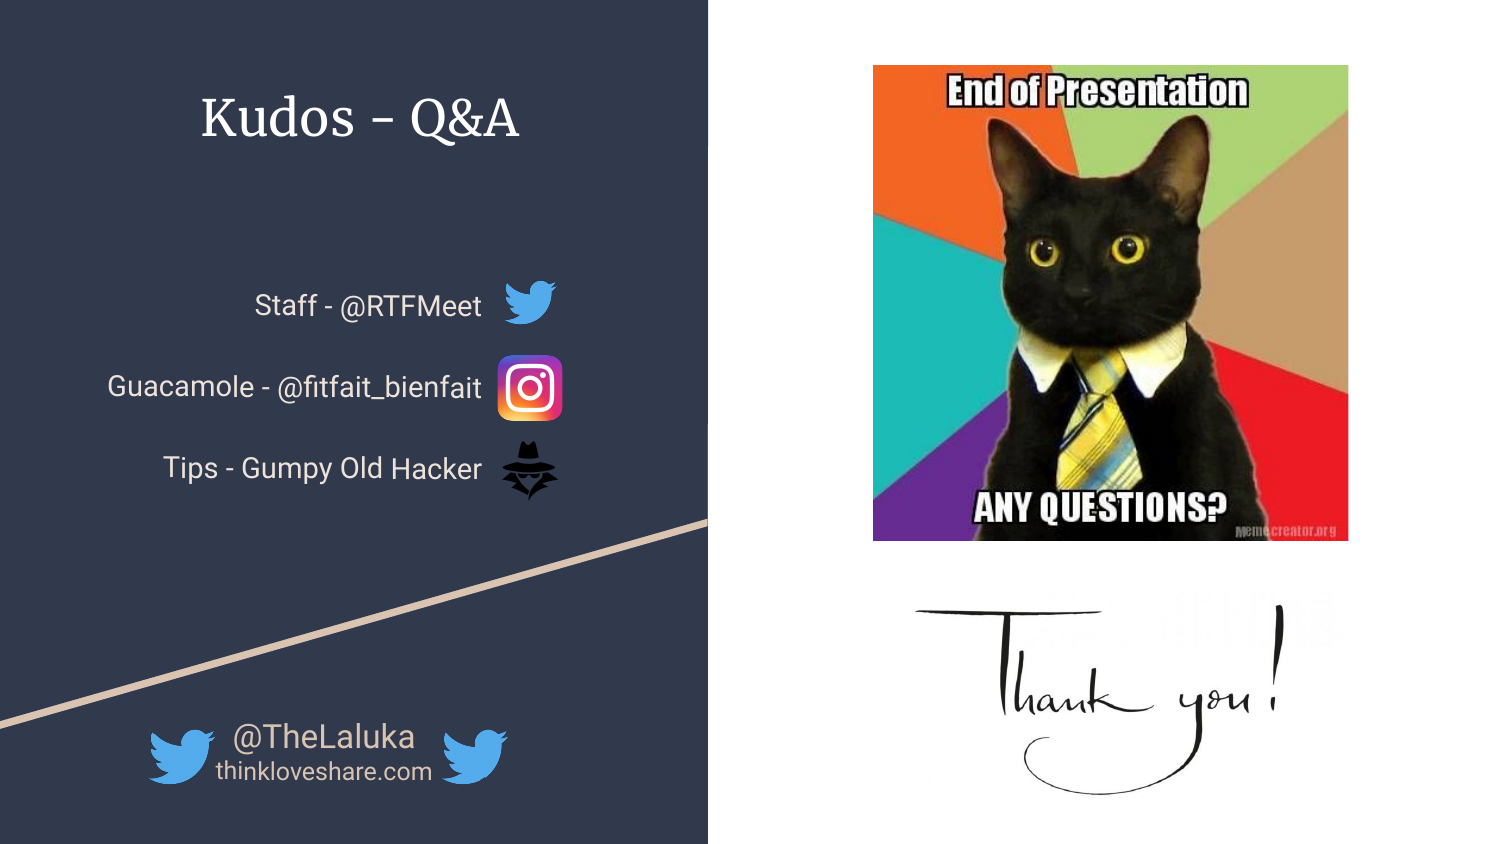 Kudos - Q&A
Staff - @RTFMeet
Guacamole - @fitfait_bienfait
Tips - Gumpy Old Hacker
@TheLaluka
thinkloveshare.com
End of Presentation
ANY QUESTIONS?
Memecreator.org
Thank you!